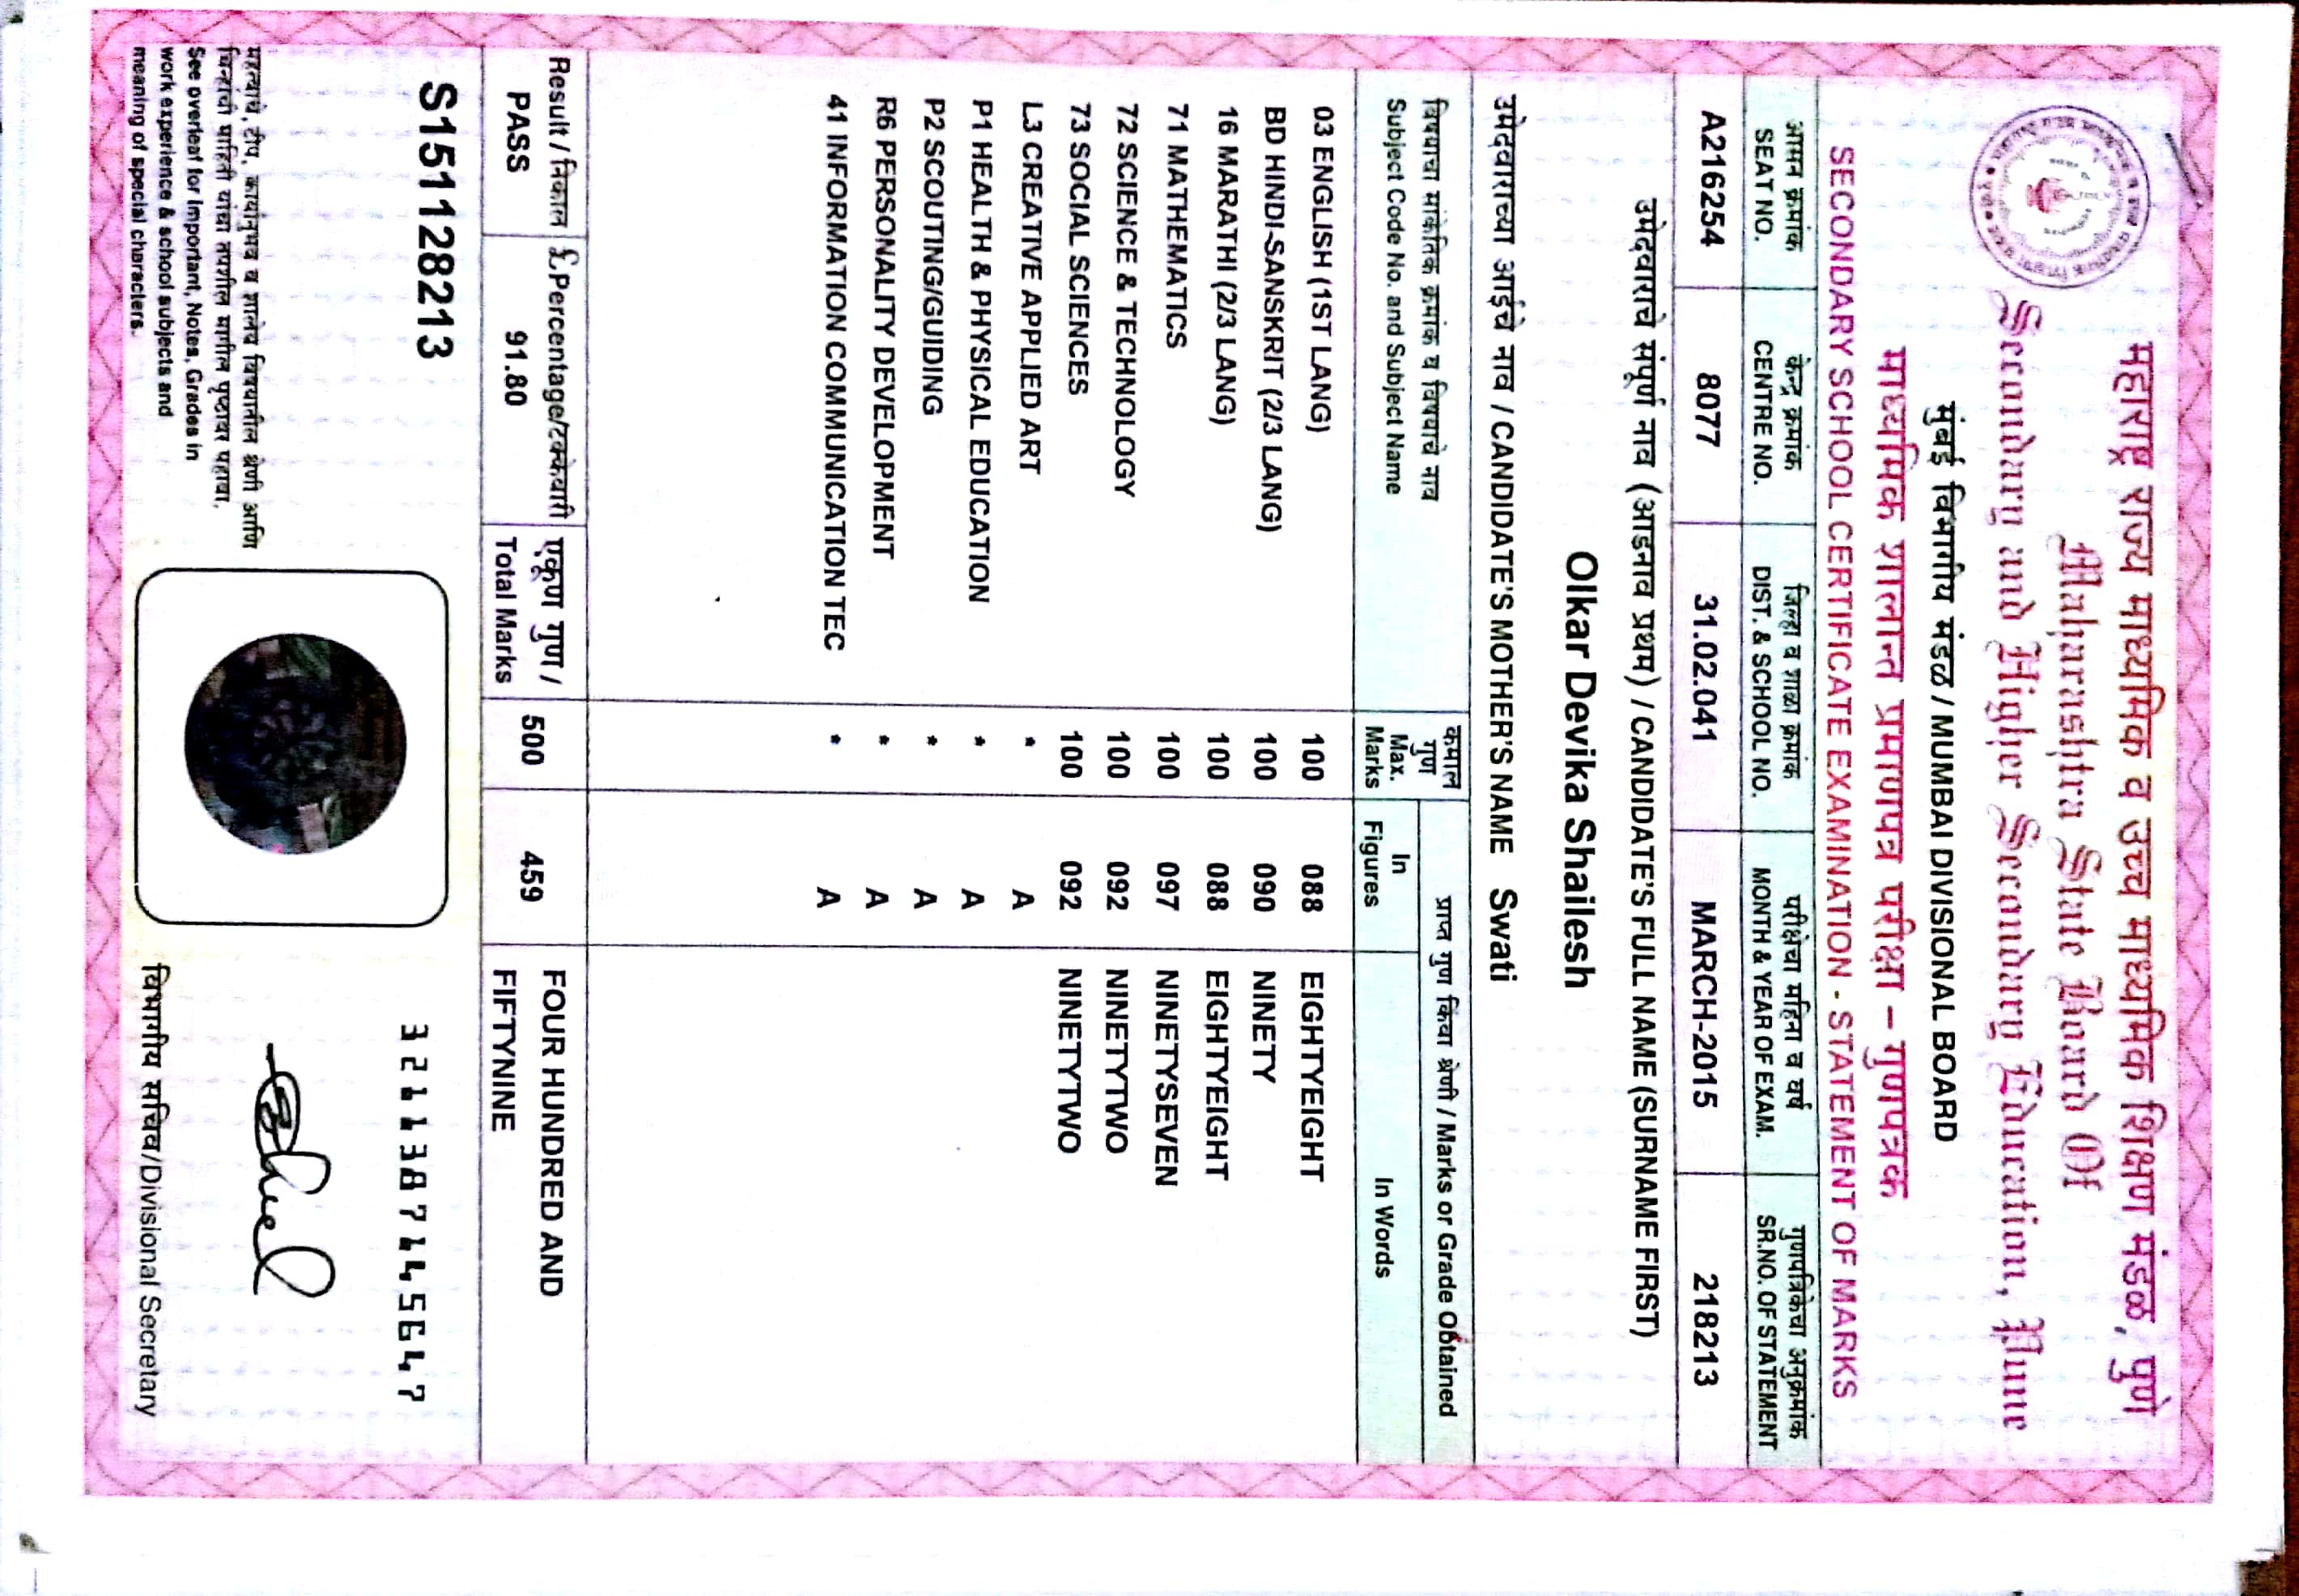 महाराष्ट्र राज्य माध्यमिक व उच्च माध्यमिक शिक्षण मंडळ, पुणे
Maharashtra State Board Of
Secondary and Higher Secondary Education, Pune
मुंबई विभागीय मंडळ / MUMBAI DIVISIONAL BOARD
माध्यमिक शालान्त प्रमाणपत्र परीक्षा – गुणपत्रक
SECONDARY SCHOOL CERTIFICATE EXAMINATION - STATEMENT OF MARKS
आसन क्रमांक केन्द्र क्रमांक जिल्हा व शाळा क्रमांक परीक्षेचा महिना व वर्ष गुणपत्रिकेचा अनुक्रमांक
SEAT NO. CENTRE NO. DIST. & SCHOOL NO. MONTH & YEAR OF EXAM. SR.NO. OF STATEMENT
A216254 8077 31.02.041 MARCH-2015 218213
उमेदवाराचे संपूर्ण नाव (आडनाव प्रथम) / CANDIDATE'S FULL NAME (SURNAME FIRST)
Olkar Devika Shailesh
उमेदवाराच्या आईचे नाव / CANDIDATE'S MOTHER'S NAME Swati
विषयाचा सांकेतिक क्रमांक व विषयाचे नाव कमाल गुण प्राप्त गुण किंवा श्रेणी / Marks or Grade Obtained
Subject Code No. and Subject Name Max. Marks In Figures In Words
03 ENGLISH (1ST LANG) 100 088 EIGHTYEIGHT
BD HINDI-SANSKRIT (2/3 LANG) 100 090 NINETY
16 MARATHI (2/3 LANG) 100 088 EIGHTYEIGHT
71 MATHEMATICS 100 097 NINETYSEVEN
72 SCIENCE & TECHNOLOGY 100 092 NINETYTWO
73 SOCIAL SCIENCES 100 092 NINETYTWO
L3 CREATIVE APPLIED ART * A
P1 HEALTH & PHYSICAL EDUCATION * A
P2 SCOUTING/GUIDING * A
R6 PERSONALITY DEVELOPMENT * A
41 INFORMATION COMMUNICATION TEC * A
Result / निकाल £Percentage/टक्केवारी एकूण गुण / 500 459 FOUR HUNDRED AND
PASS 91.80 Total Marks FIFTYNINE
S151128213
3211387145647
महत्वाचे, टीप, कार्यानुभव व शालेय विषयातील श्रेणी आणि
चिन्हांची माहिती यांचा तपशील मागील पृष्ठावर पहावा.
See overleaf for Important, Notes, Grades in
work experience & school subjects and
meaning of special characters.
विभागीय सचिव/Divisional Secretary